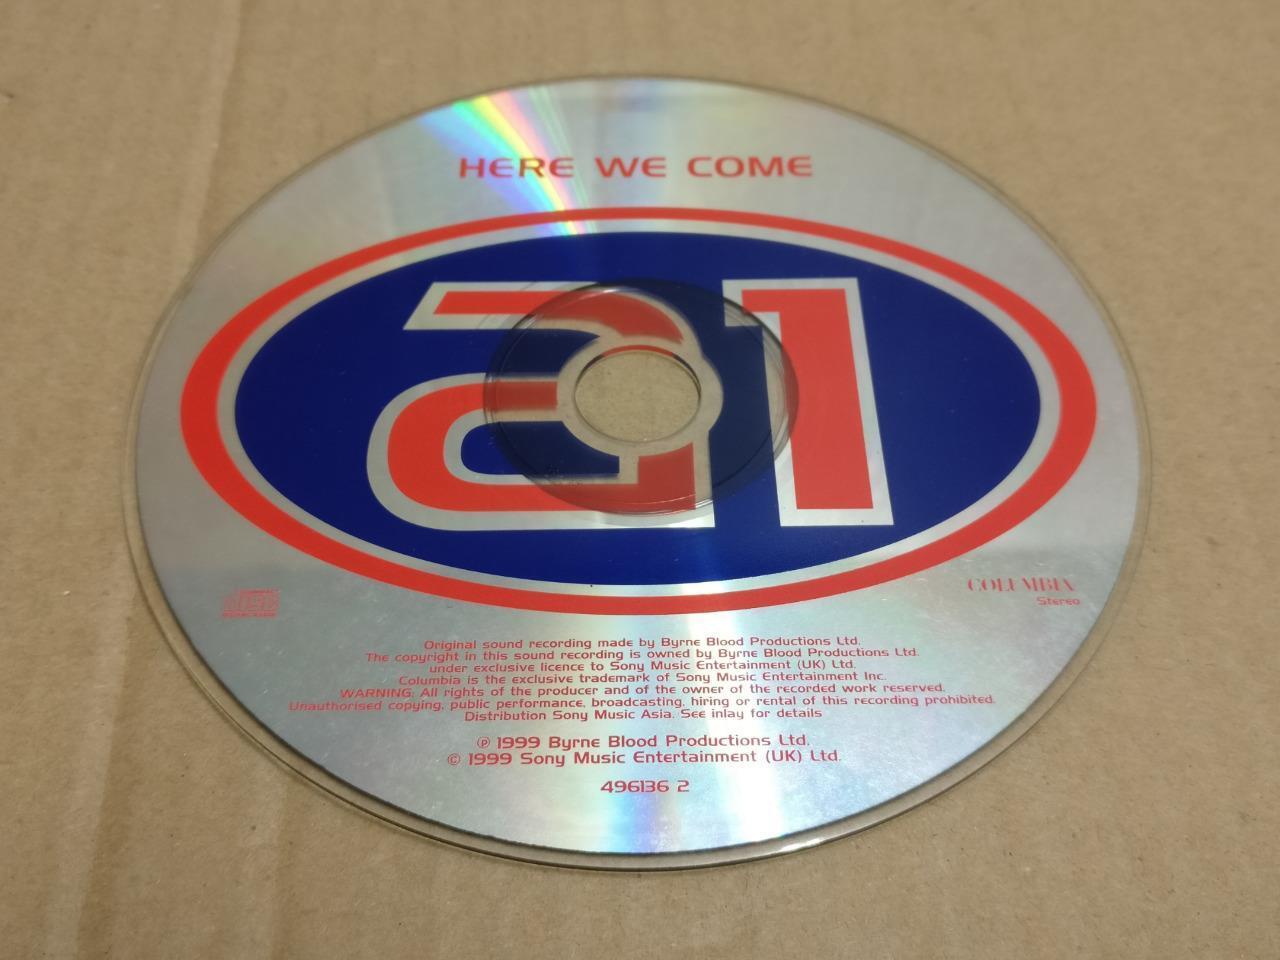 HERE WE COME
a1
COLUMBIA
Stereo
Original sound recording made by Byrne Blood Productions Ltd.
The copyright in this sound recording is owned by Byrne Blood Productions Ltd.
under exclusive licence to Sony Music Entertainment (UK) Ltd.
Columbia is the exclusive trademark of Sony Music Entertainment Inc.
WARNING: All rights of the producer and of the owner of the recorded work reserved.
Unauthorised copying, public performance, broadcasting, hiring or rental of this recording prohibited.
Distribution Sony Music Asia. See inlay for details
℗ 1999 Byrne Blood Productions Ltd.
© 1999 Sony Music Entertainment (UK) Ltd.
496136 2